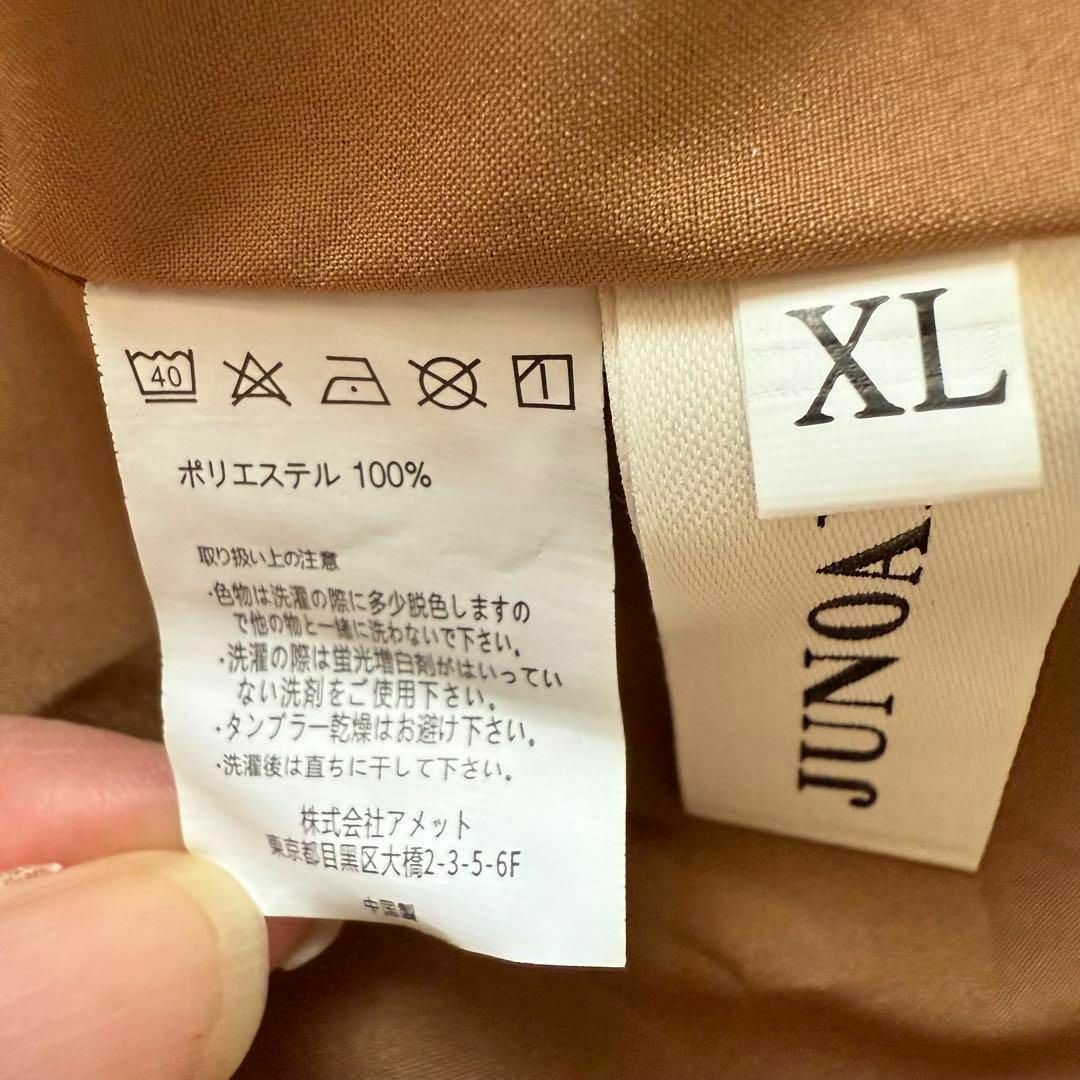 40
ポリエステル 100%
取り扱い上の注意
・色物は洗濯の際に多少脱色しますの
で他の物と一緒に洗わないで下さい。
・洗濯の際は蛍光増白剤がはいってい
ない洗剤をご使用下さい。
・タンブラー乾燥はお避け下さい。
・洗濯後は直ちに干して下さい。
株式会社アメット
東京都目黒区大橋2-3-5-6F
中国製
XL
JUNOA